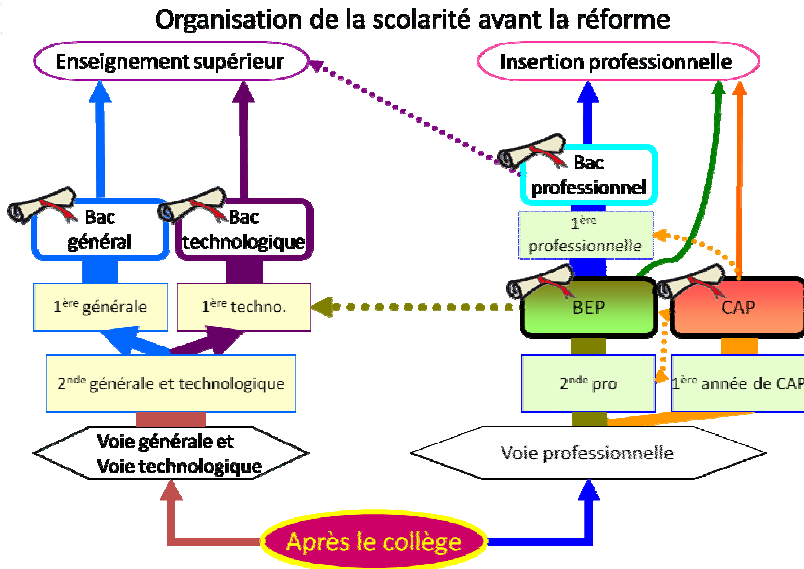 Organisation de la scolarité avant la réforme
Enseignement supérieur
Insertion professionnelle
Bac
professionnel
Bac
général
Bac
technologique
1ère
professionnelle
1ère générale
1ère techno.
BEP
CAP
2nde générale et technologique
2nde pro
1ère année de CAP
Voie générale et
Voie technologique
Voie professionnelle
Après le collège